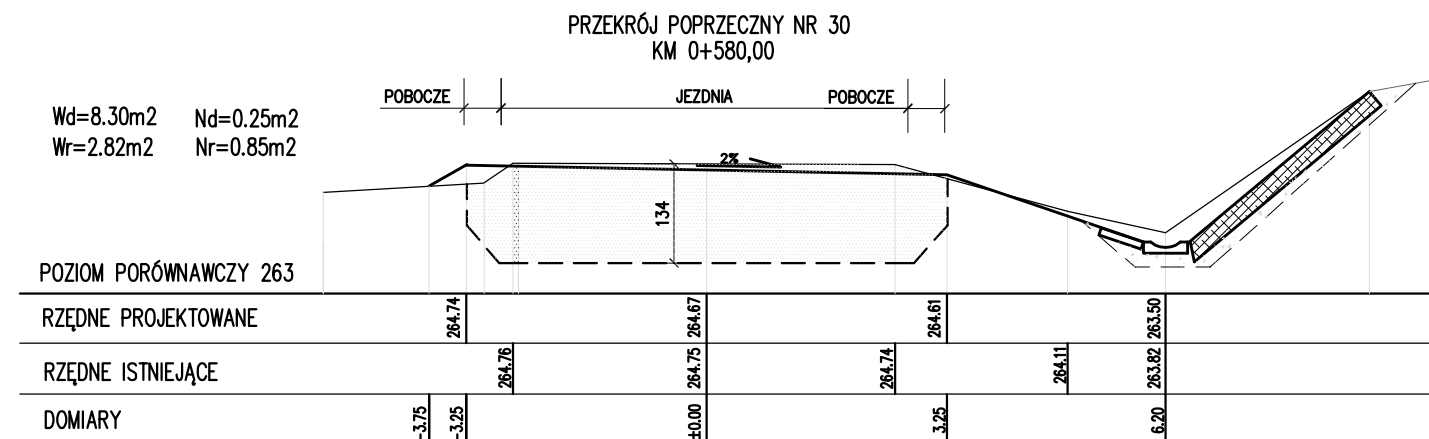 PRZEKRÓJ POPRZECZNY NR 30
KM 0+580,00
POBOCZE JEZDNIA POBOCZE
Wd=8.30m2 Nd=0.25m2
Wr=2.82m2 Nr=0.85m2
2%
134
POZIOM PORÓWNAWCZY 263
RZĘDNE PROJEKTOWANE 264.74 264.67 264.61 263.50
RZĘDNE ISTNIEJĄCE 264.76 264.75 264.74 264.11 263.82
DOMIARY -3.75 -3.25 ±0.00 3.25 6.20